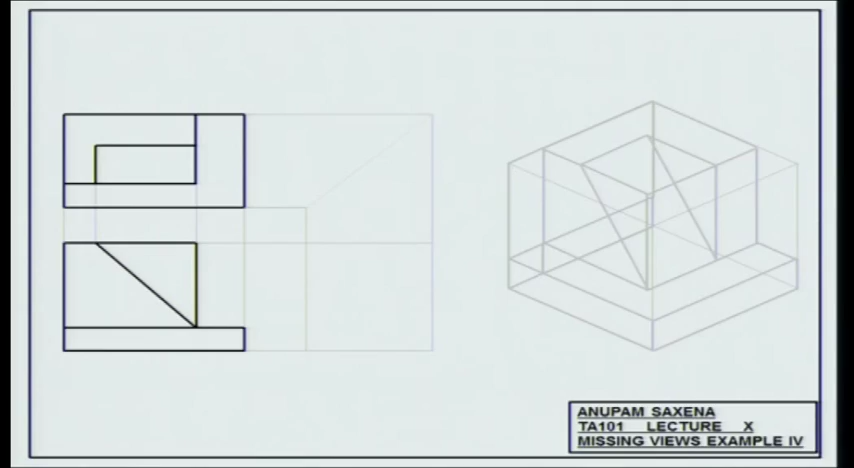 ANUPAM SAXENA
TA101 LECTURE X
MISSING VIEWS EXAMPLE IV